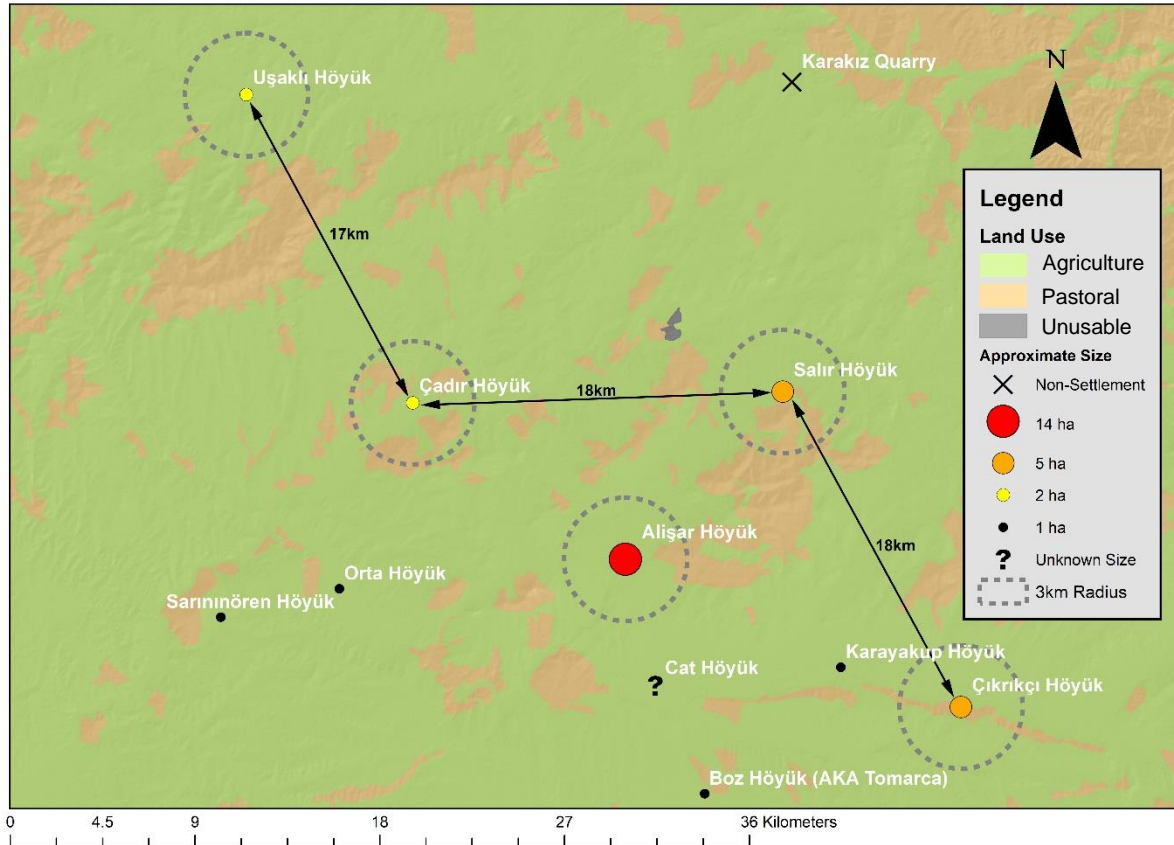 Uşaklı Höyük
Karakız Quarry
N
17km
Çadır Höyük
18km
Salır Höyük
18km
Alişar Höyük
Orta Höyük
Sarınınören Höyük
Cat Höyük
?
Karayakup Höyük
Çıkrıkçı Höyük
Boz Höyük (AKA Tomarca)
Legend
Land Use
Agriculture
Pastoral
Unusable
Approximate Size
Non-Settlement
14 ha
5 ha
2 ha
1 ha
? Unknown Size
3km Radius
0 4.5 9 18 27 36 Kilometers